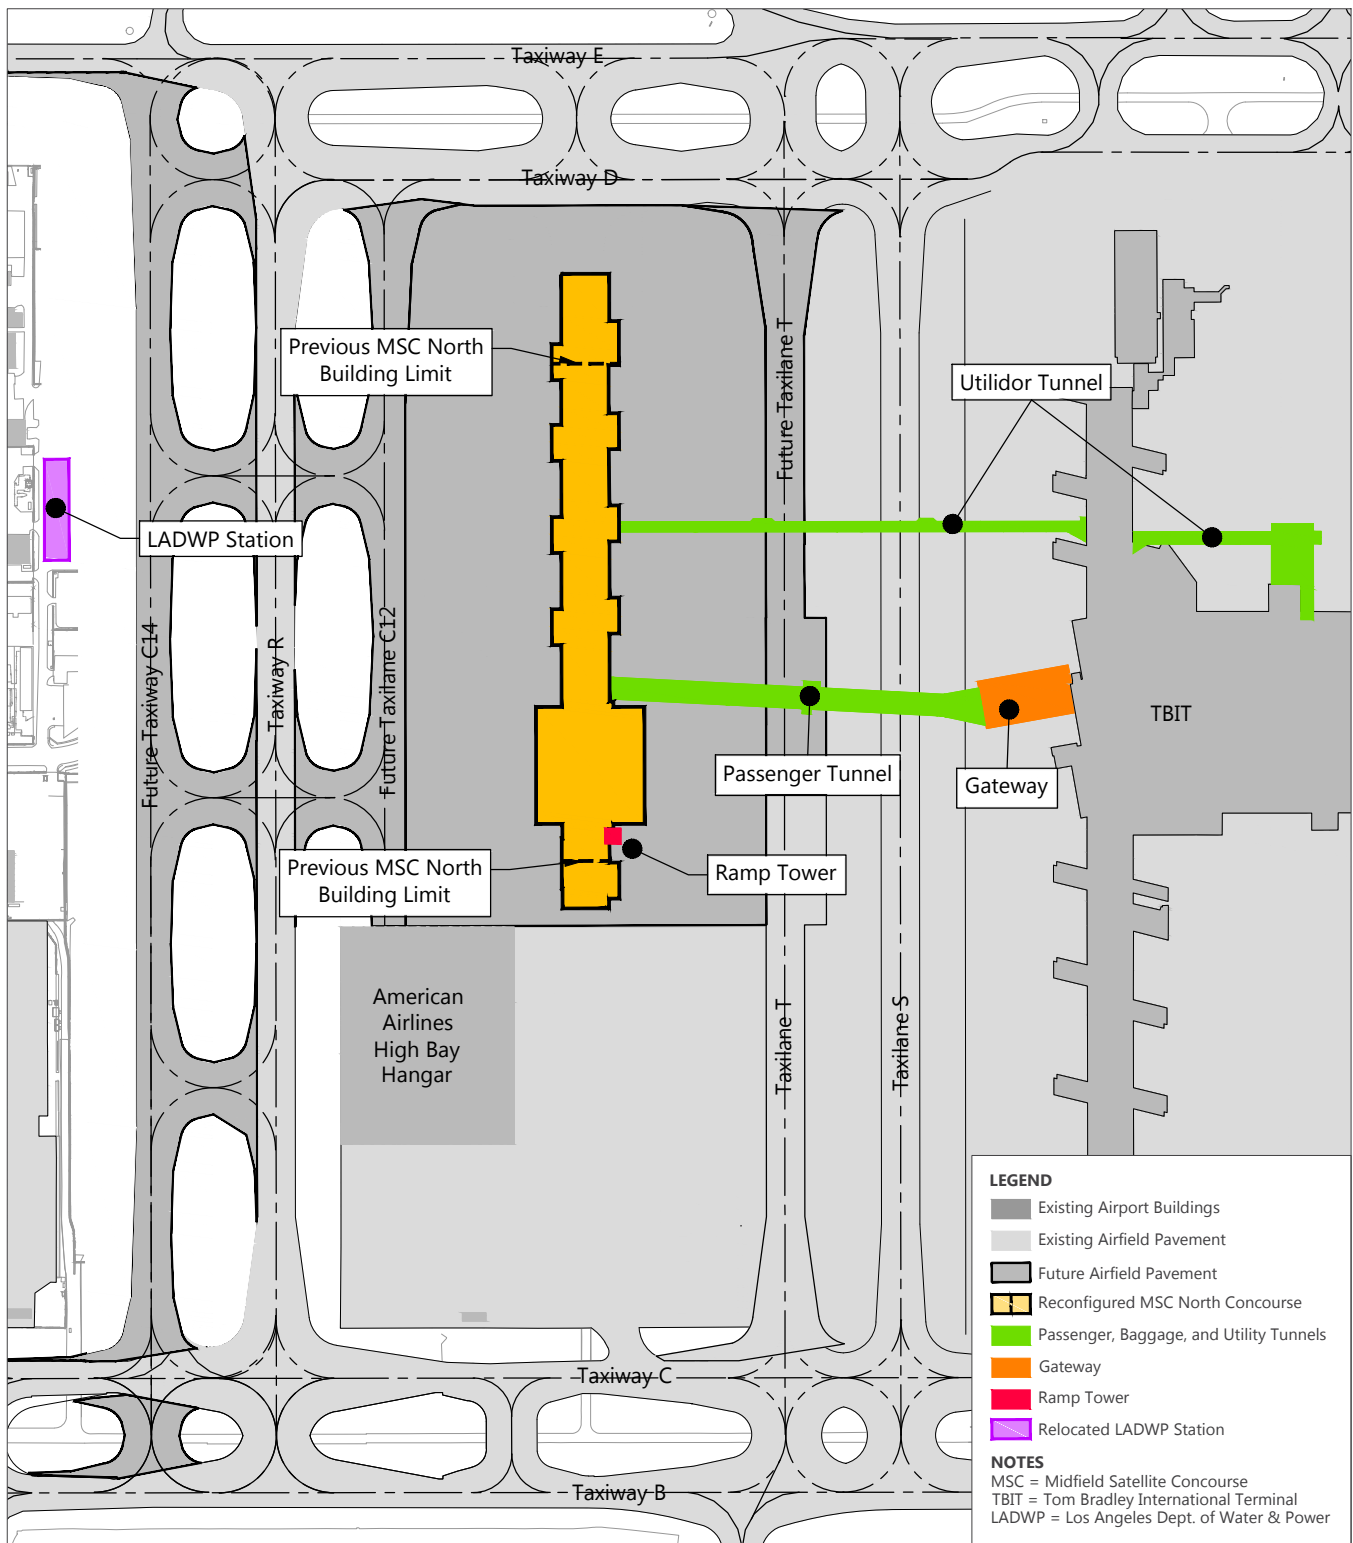 Taxiway E
Taxiway D
Previous MSC North
Building Limit
Future Taxilane T
Utilidor Tunnel
LADWP Station
Future Taxiway C14
Taxiway R
Future Taxilane C12
TBIT
Passenger Tunnel
Gateway
Previous MSC North
Building Limit
Ramp Tower
American
Airlines
High Bay
Hangar
Taxilane T
Taxilane S
Taxiway C
Taxiway B
LEGEND
Existing Airport Buildings
Existing Airfield Pavement
Future Airfield Pavement
Reconfigured MSC North Concourse
Passenger, Baggage, and Utility Tunnels
Gateway
Ramp Tower
Relocated LADWP Station
NOTES
MSC = Midfield Satellite Concourse
TBIT = Tom Bradley International Terminal
LADWP = Los Angeles Dept. of Water & Power